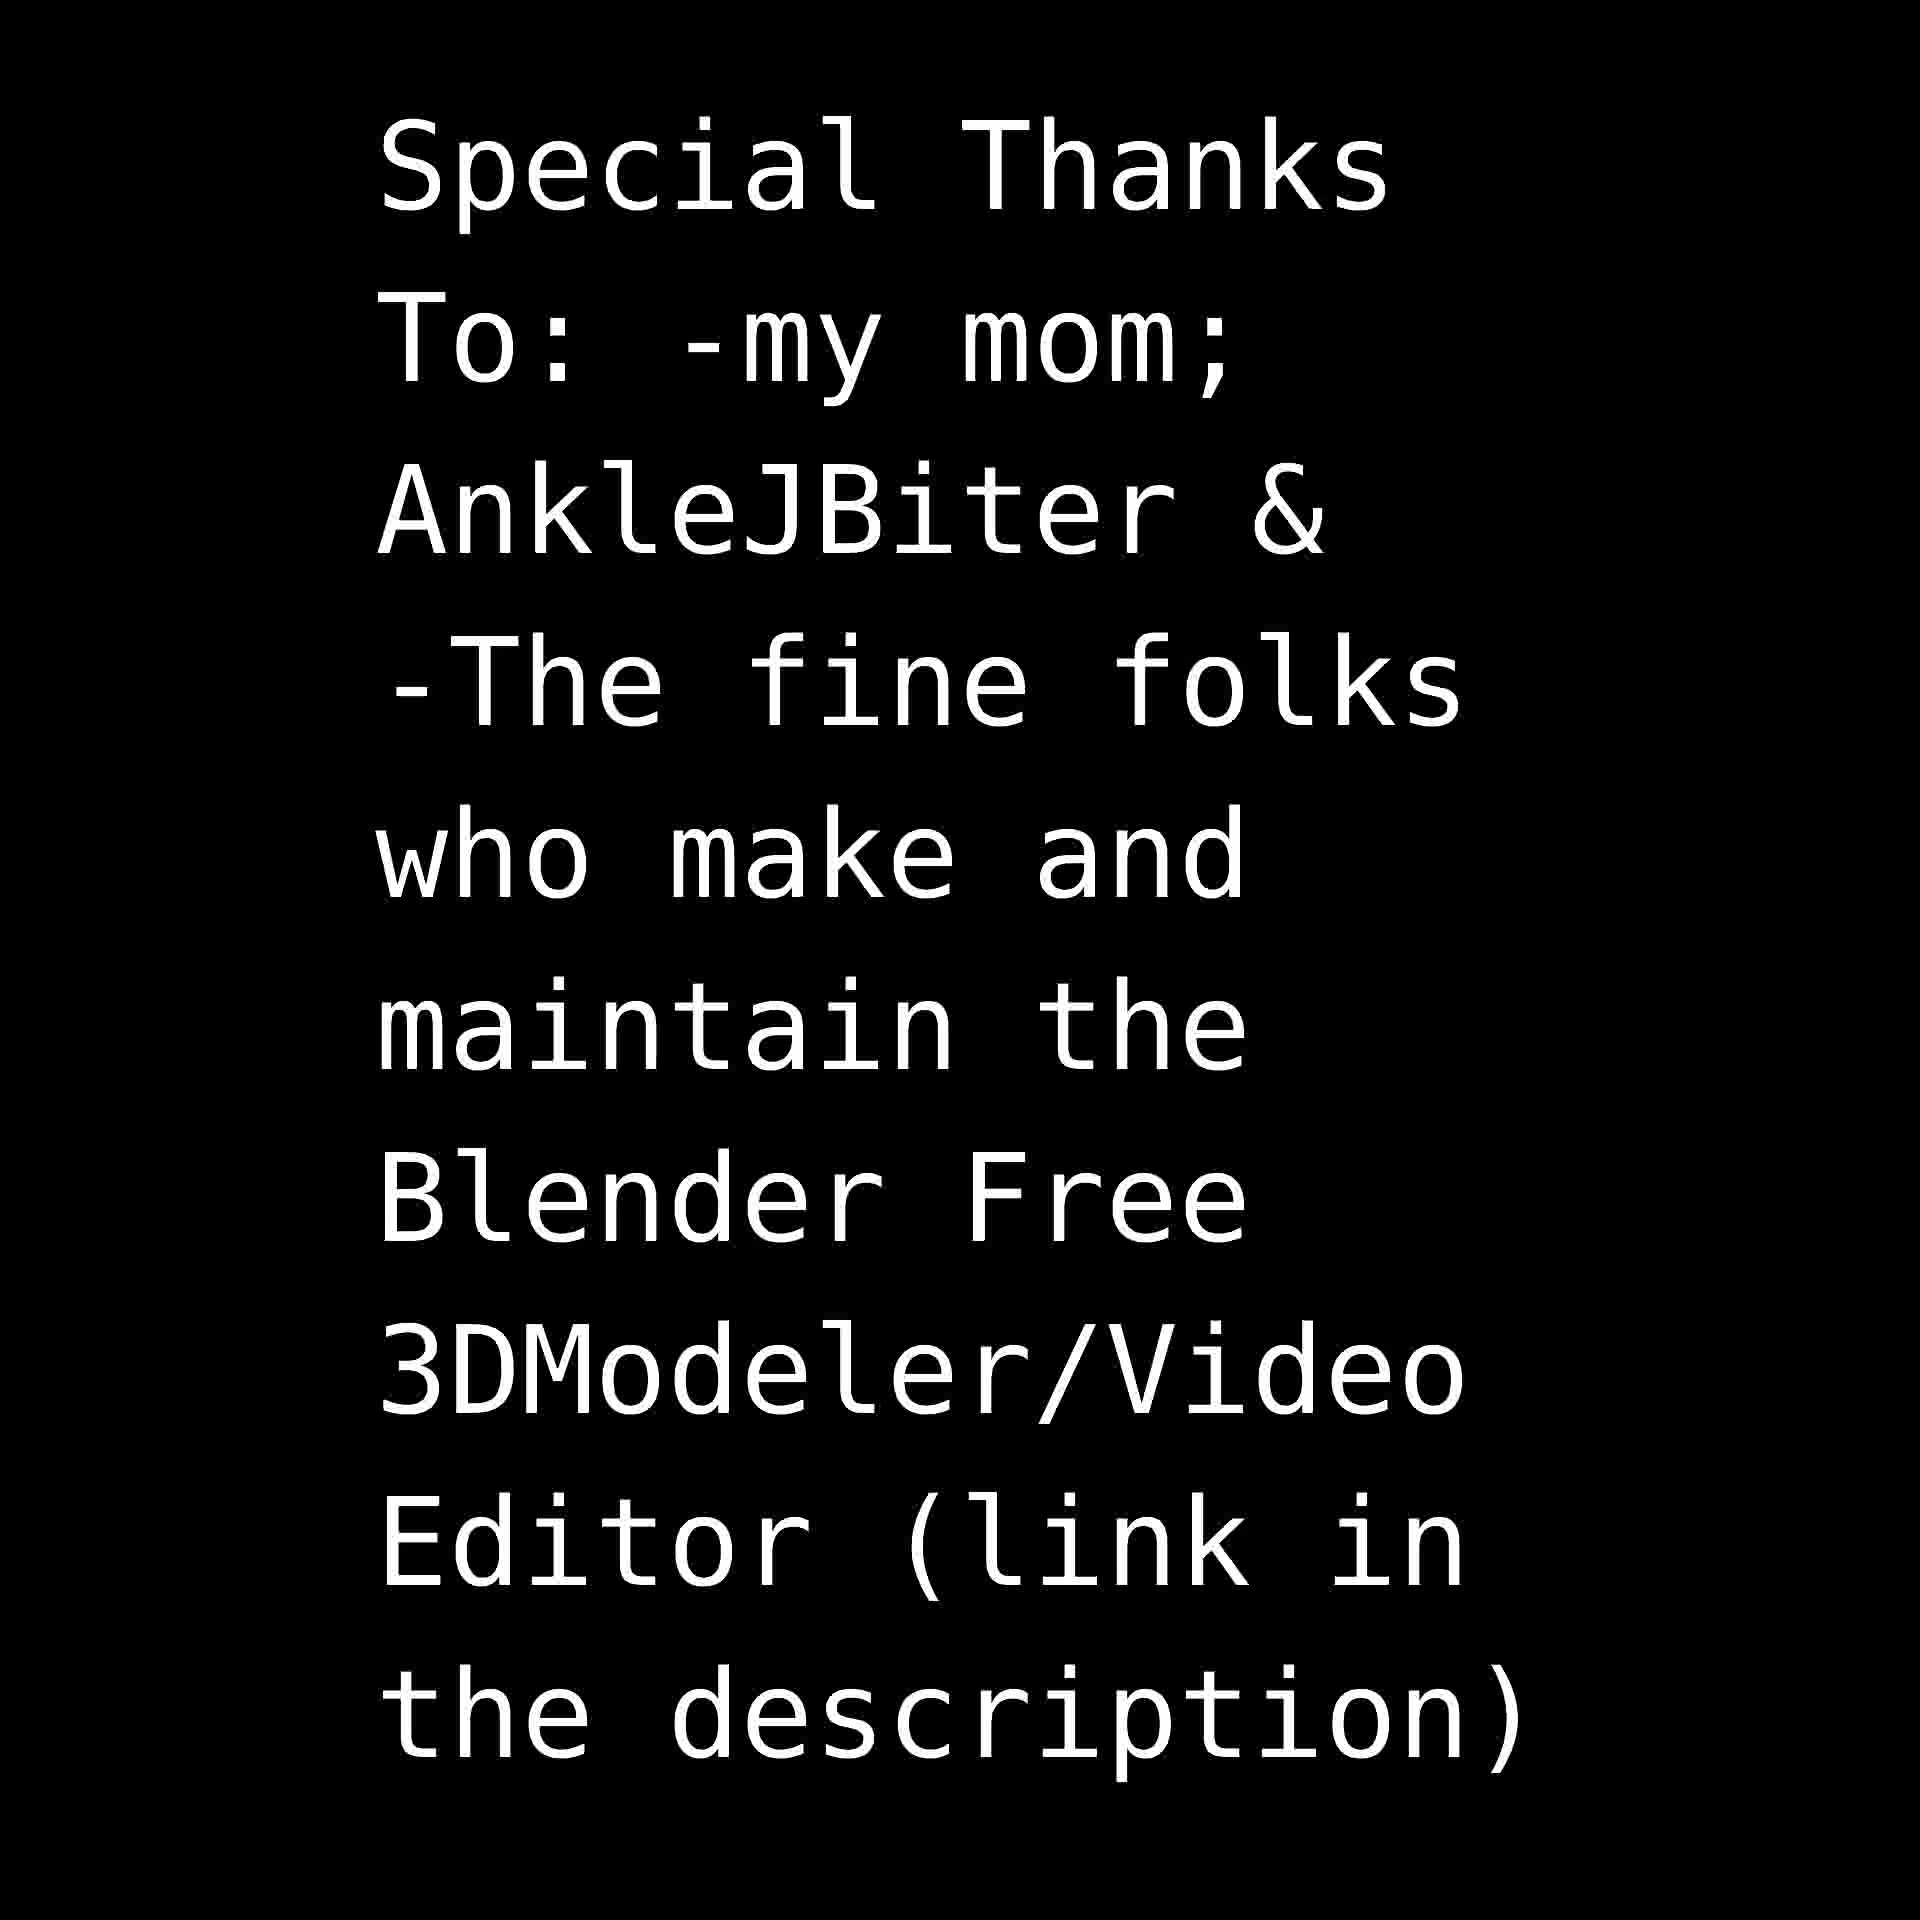 Special Thanks
To: -my mom;
AnkleJBiter &
-The fine folks
who make and
maintain the
Blender Free
3DModeler/Video
Editor (link in
the description)